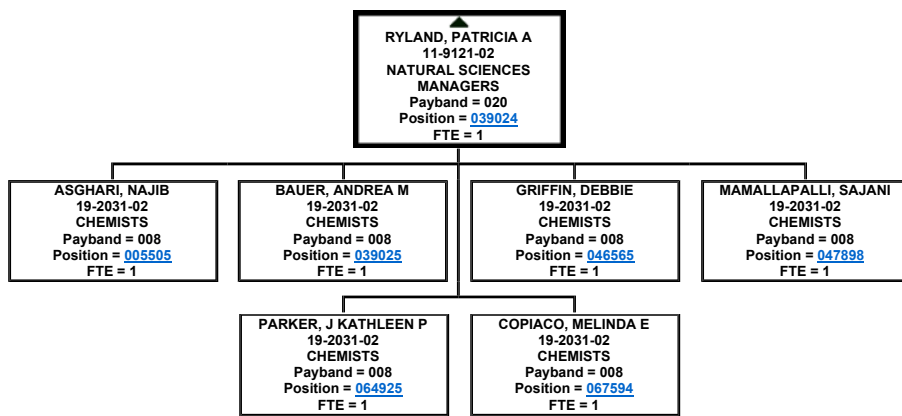 RYLAND, PATRICIA A
11-9121-02
NATURAL SCIENCES
MANAGERS
Payband = 020
Position = 039024
FTE = 1
ASGHARI, NAJIB
19-2031-02
CHEMISTS
Payband = 008
Position = 005505
FTE = 1
BAUER, ANDREA M
19-2031-02
CHEMISTS
Payband = 008
Position = 039025
FTE = 1
GRIFFIN, DEBBIE
19-2031-02
CHEMISTS
Payband = 008
Position = 046565
FTE = 1
MAMALLAPALLI, SAJANI
19-2031-02
CHEMISTS
Payband = 008
Position = 047898
FTE = 1
PARKER, J KATHLEEN P
19-2031-02
CHEMISTS
Payband = 008
Position = 064925
FTE = 1
COPIACO, MELINDA E
19-2031-02
CHEMISTS
Payband = 008
Position = 067594
FTE = 1